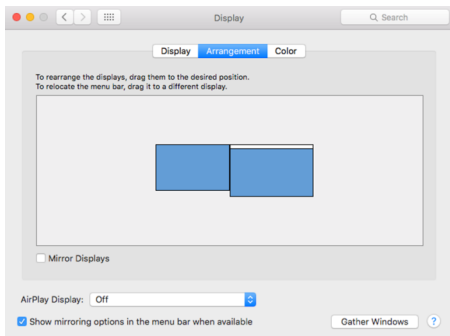 Display
Search
Display Arrangement Color
To rearrange the displays, drag them to the desired position.
To relocate the menu bar, drag it to a different display.
Mirror Displays
AirPlay Display: Off
Show mirroring options in the menu bar when available
Gather Windows ?